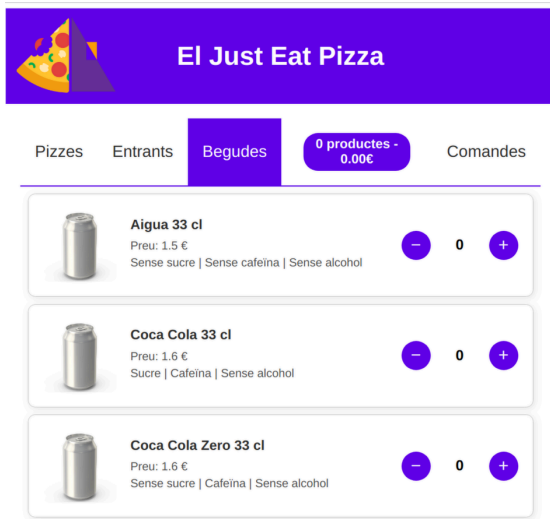 El Just Eat Pizza
Pizzes
Entrants
Begudes
0 productes -
0.00€
Comandes
Aigua 33 cl
Preu: 1.5 €
Sense sucre | Sense cafeïna | Sense alcohol
− 0 +
Coca Cola 33 cl
Preu: 1.6 €
Sucre | Cafeïna | Sense alcohol
− 0 +
Coca Cola Zero 33 cl
Preu: 1.6 €
Sense sucre | Cafeïna | Sense alcohol
− 0 +